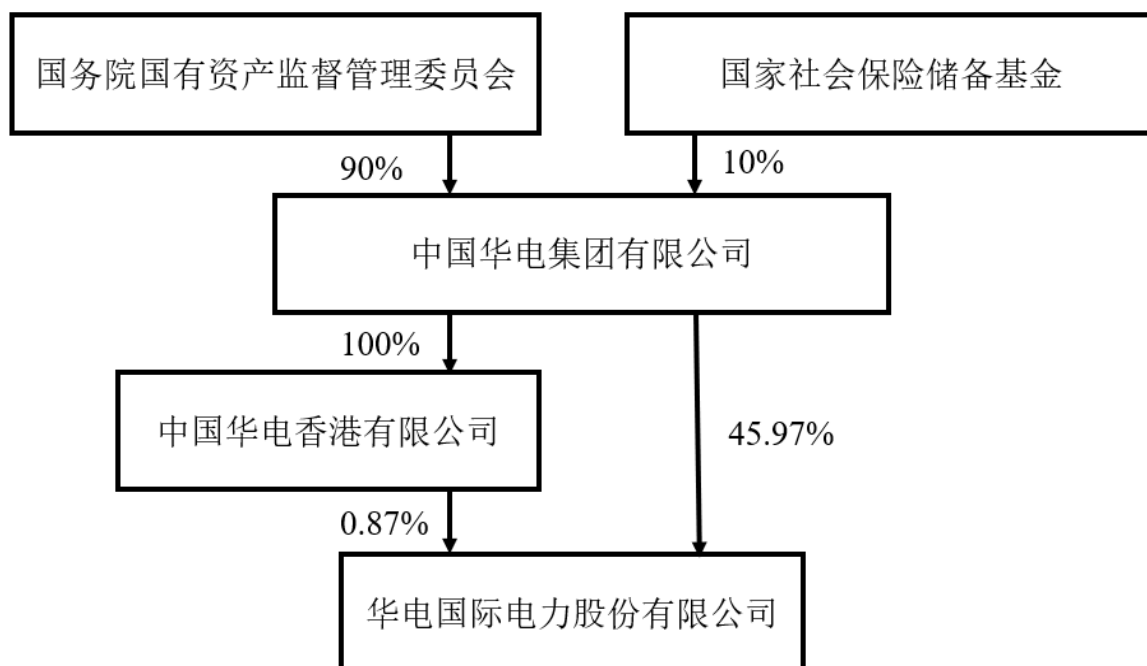 国务院国有资产监督管理委员会
国家社会保险储备基金
90%
10%
中国华电集团有限公司
100%
中国华电香港有限公司
45.97%
0.87%
华电国际电力股份有限公司